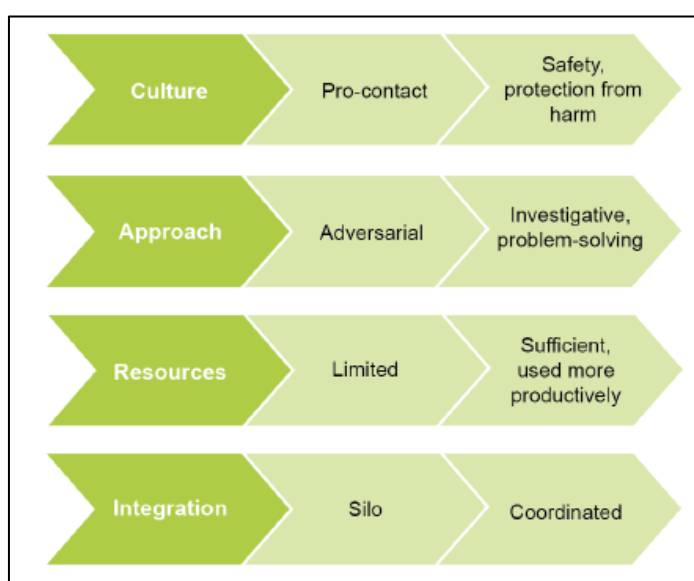 Culture
Pro-contact
Safety,
protection from
harm
Approach
Adversarial
Investigative,
problem-solving
Resources
Limited
Sufficient,
used more
productively
Integration
Silo
Coordinated